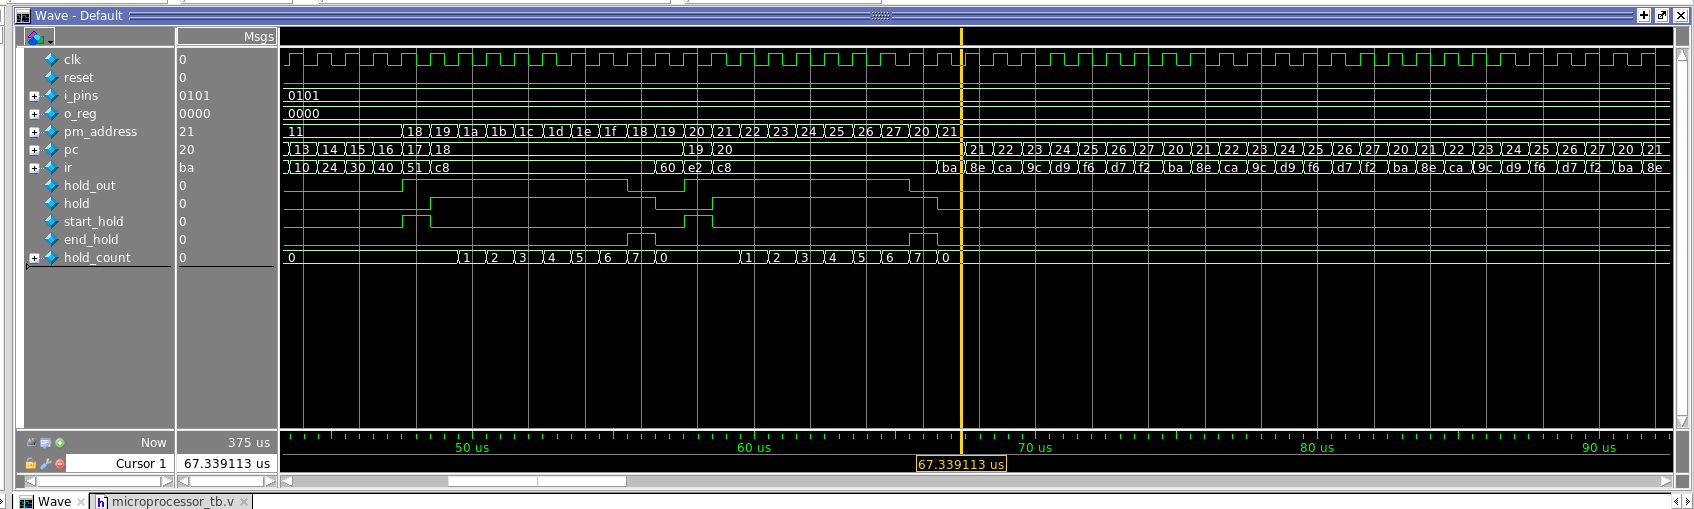 Wave - Default
Msgs
clk 0
reset 0
i_pins 0101 0101
o_reg 0000 0000
pm_address 21 11 18 19 1a 1b 1c 1d 1e 1f 18 19 20 21 22 23 24 25 26 27 20 21
pc 20 13 14 15 16 17 18 19 20 21 22 23 24 25 26 27 20 21 22 23 24 25 26 27 20 21 22 23 24 25 26 27 20 21
ir ba 10 24 30 40 51 c8 60 e2 c8 ba 8e ca 9c d9 f6 d7 f2 ba 8e ca 9c d9 f6 d7 f2 ba 8e ca 9c d9 f6 d7 f2 ba 8e
hold_out 0
hold 0
start_hold 0
end_hold 0
hold_count 0 0 1 2 3 4 5 6 7 0 1 2 3 4 5 6 7 0
Now 375 us 50 us 60 us 70 us 80 us 90 us
Cursor 1 67.339113 us 67.339113 us
Wave microprocessor_tb.v